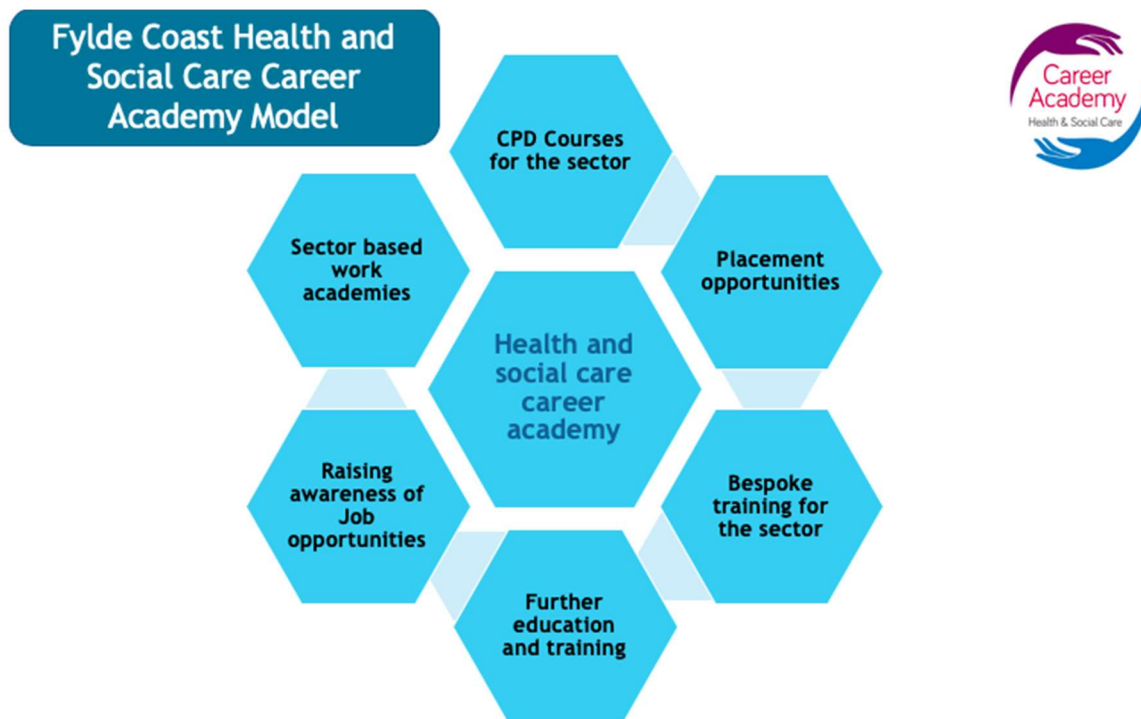 Fylde Coast Health and
Social Care Career
Academy Model
Career
Academy
Health & Social Care
CPD Courses
for the sector
Placement
opportunities
Bespoke
training for
the sector
Further
education
and training
Raising
awareness of
Job
opportunities
Sector based
work
academies
Health and
social care
career
academy